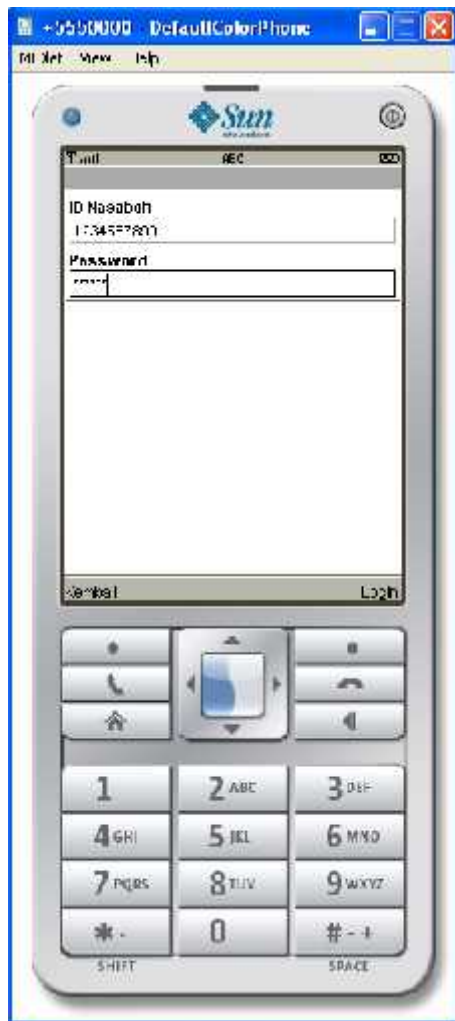 +5550000 - DefaultColorPhone
MIDlet View Help
Sun
ABC
ID Nasabah
Password
Kembali Login
1 2 ABC 3 DEF
4 GHI 5 JKL 6 MNO
7 PQRS 8 TUV 9 WXYZ
* 0 # - +
SHIFT SPACE